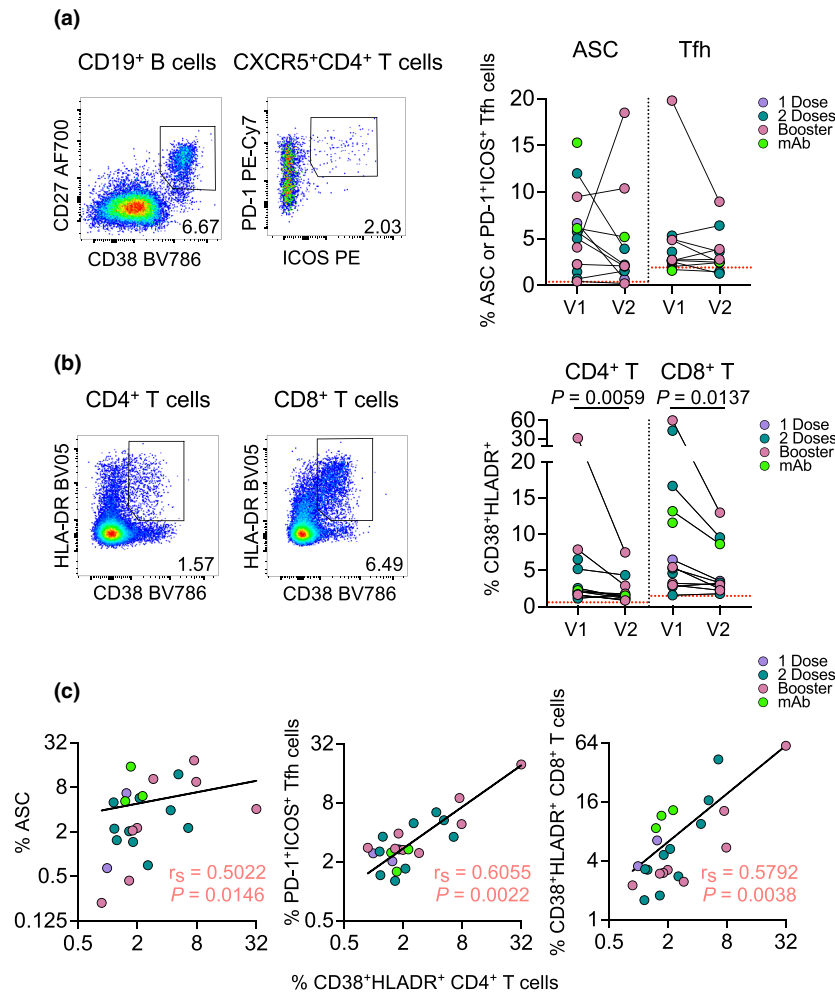 (a)
CD19+ B cells
CXCR5+CD4+ T cells
CD27 AF700
6.67
CD38 BV786
PD-1 PE-Cy7
2.03
ICOS PE
ASC
Tfh
% ASC or PD-1+ICOS+ Tfh cells
20
15
10
5
0
V1
V2
V1
V2
1 Dose
2 Doses
Booster
mAb
(b)
CD4+ T cells
CD8+ T cells
HLA-DR BV05
1.57
CD38 BV786
HLA-DR BV05
6.49
CD38 BV786
CD4+ T
CD8+ T
P = 0.0059
P = 0.0137
% CD38+HLADR+
60
30
20
15
10
5
0
V1
V2
V1
V2
1 Dose
2 Doses
Booster
mAb
(c)
1 Dose
2 Doses
Booster
mAb
% ASC
32
8
2
0.5
0.125
rs = 0.5022
P = 0.0146
0.5
2
8
32
% PD-1+ICOS+ Tfh cells
32
8
2
0.5
rs = 0.6055
P = 0.0022
0.5
2
8
32
% CD38+HLADR+ CD8+ T cells
64
16
4
1
rs = 0.5792
P = 0.0038
0.5
2
8
32
% CD38+HLADR+ CD4+ T cells